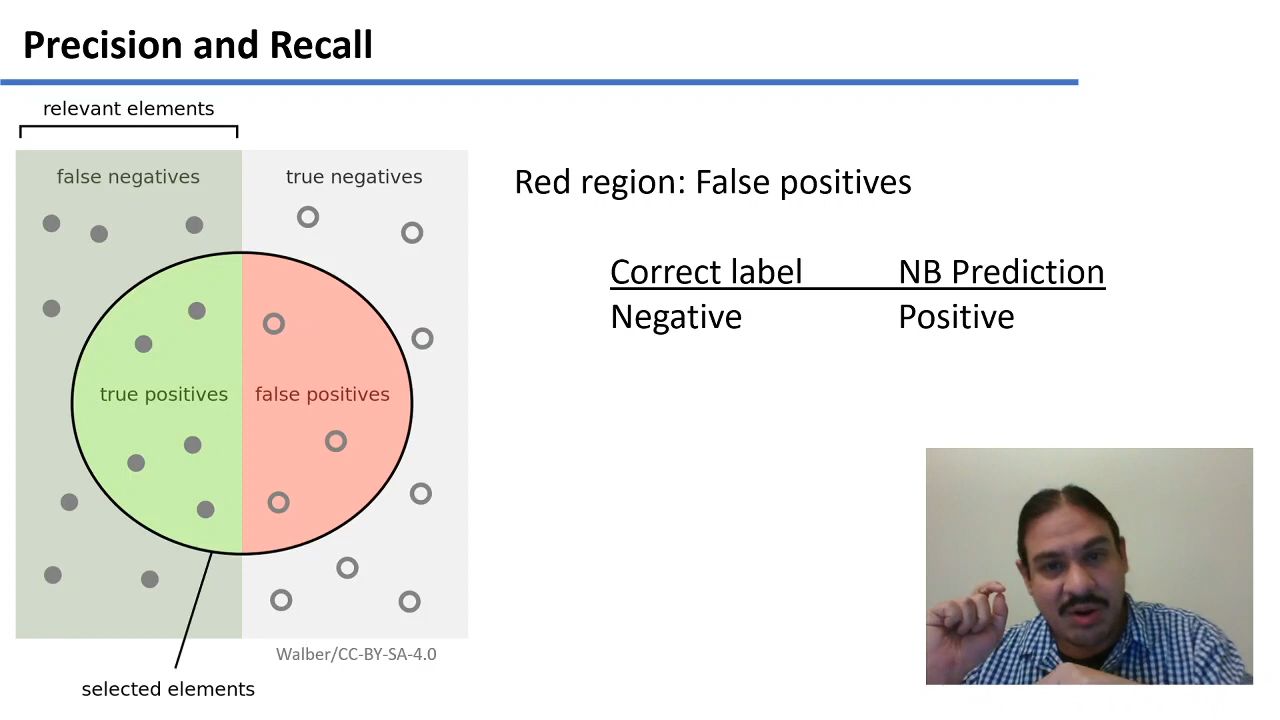 Precision and Recall
relevant elements
false negatives
true negatives
true positives
false positives
Walber/CC-BY-SA-4.0
selected elements
Red region: False positives
Correct label NB Prediction
Negative Positive